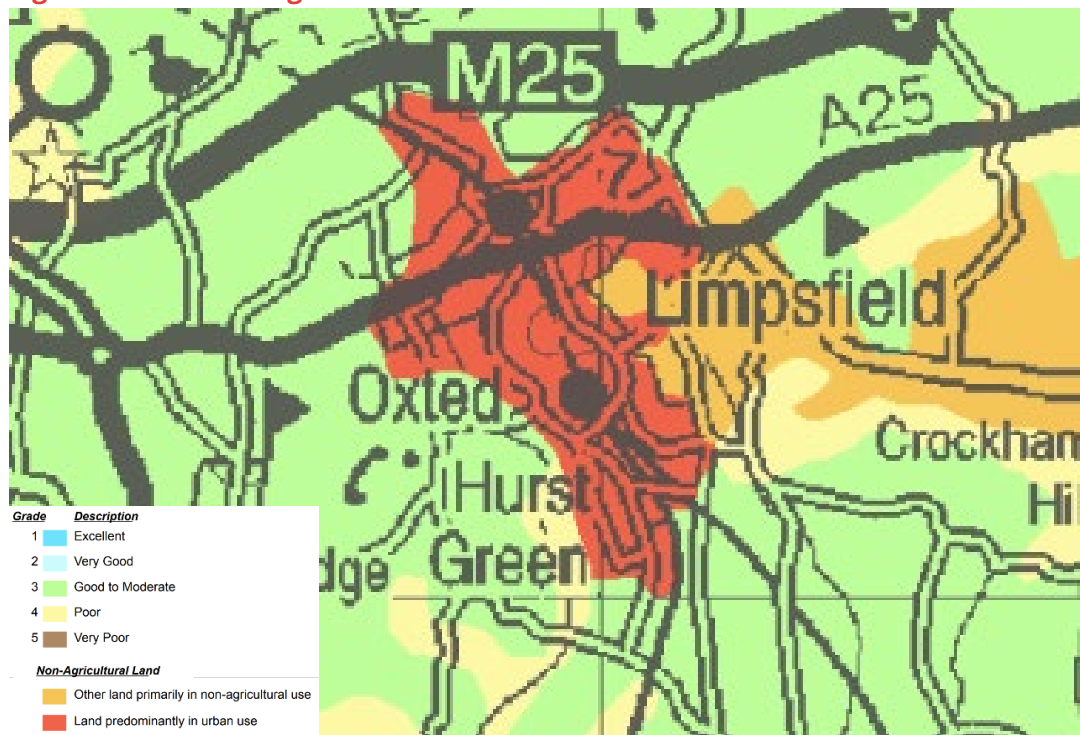 M25
A25
Limpsfield
Oxted
Crockham
Hurst
Green
Hi
dge
Grade Description
1 Excellent
2 Very Good
3 Good to Moderate
4 Poor
5 Very Poor
Non-Agricultural Land
Other land primarily in non-agricultural use
Land predominantly in urban use